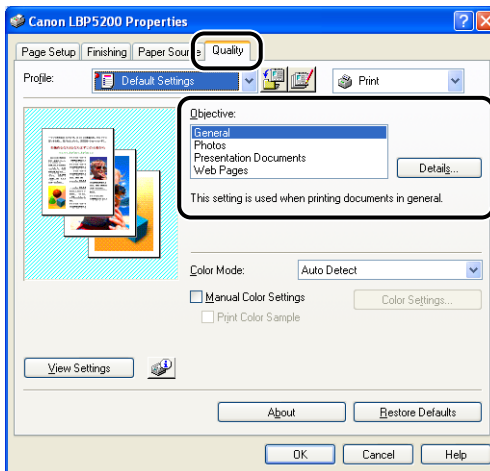 Canon LBP5200 Properties
Page Setup Finishing Paper Source Quality
Profile: Default Settings Print
Objective:
General
Photos
Presentation Documents
Web Pages
Details...
This setting is used when printing documents in general.
Color Mode: Auto Detect
Manual Color Settings Color Settings...
Print Color Sample
View Settings
About Restore Defaults
OK Cancel Help